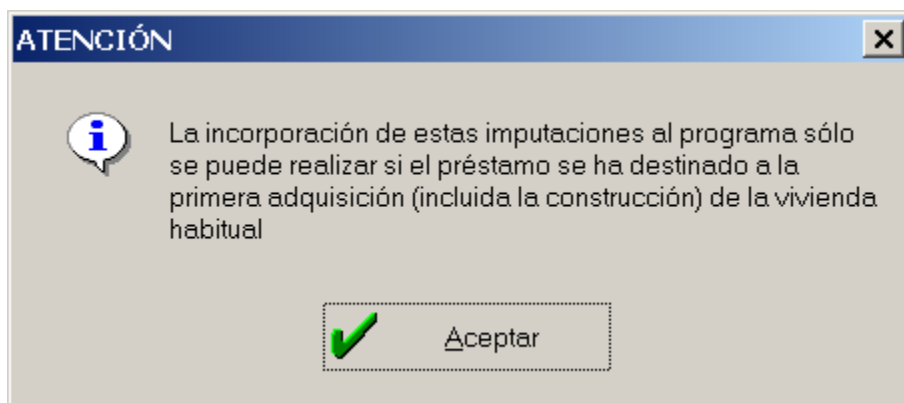 ATENCIÓN
La incorporación de estas imputaciones al programa sólo
se puede realizar si el préstamo se ha destinado a la
primera adquisición (incluida la construcción) de la vivienda
habitual
Aceptar